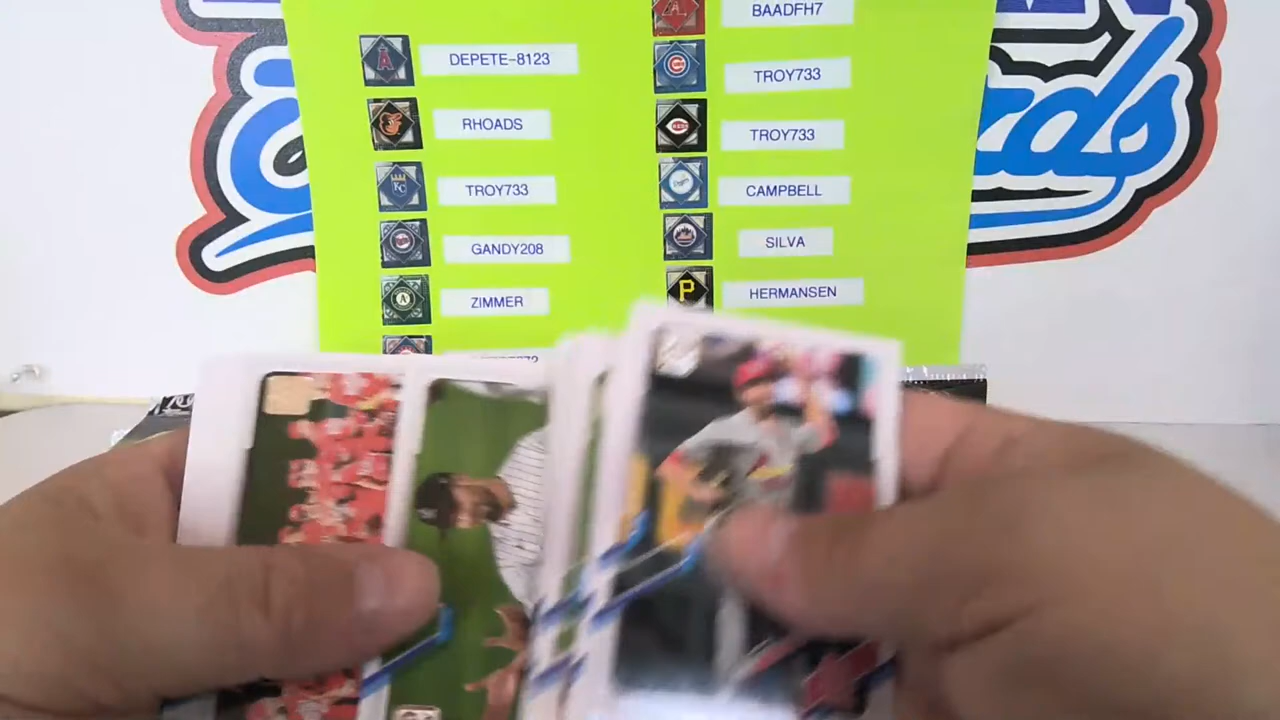 BAADFH7
DEPETE-8123
TROY733
RHOADS
TROY733
TROY733
CAMPBELL
GANDY208
SILVA
ZIMMER
HERMANSEN